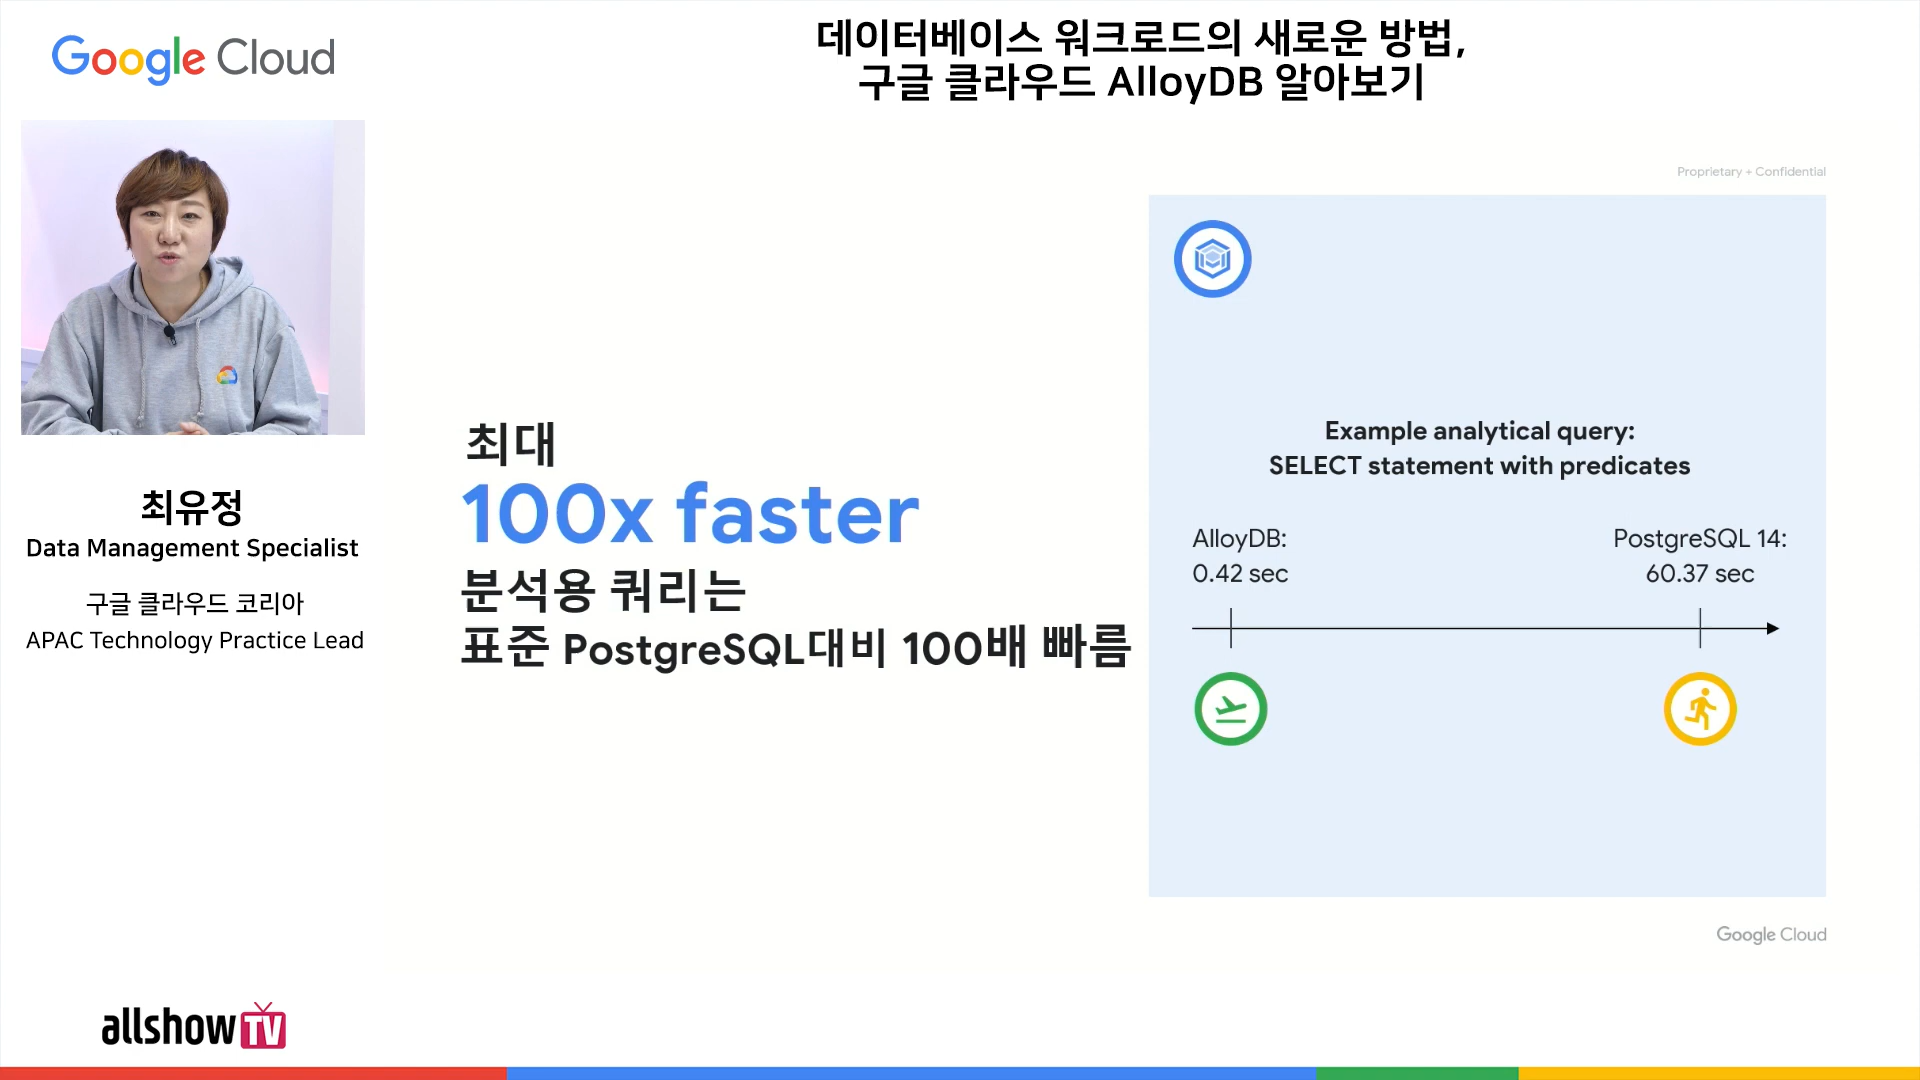 Google Cloud
데이터베이스 워크로드의 새로운 방법,
구글 클라우드 AlloyDB 알아보기
최유정
Data Management Specialist
구글 클라우드 코리아
APAC Technology Practice Lead
Proprietary + Confidential
최대
100x faster
분석용 쿼리는
표준 PostgreSQL대비 100배 빠름
Example analytical query:
SELECT statement with predicates
AlloyDB:
0.42 sec
PostgreSQL 14:
60.37 sec
Google Cloud
allshowTV